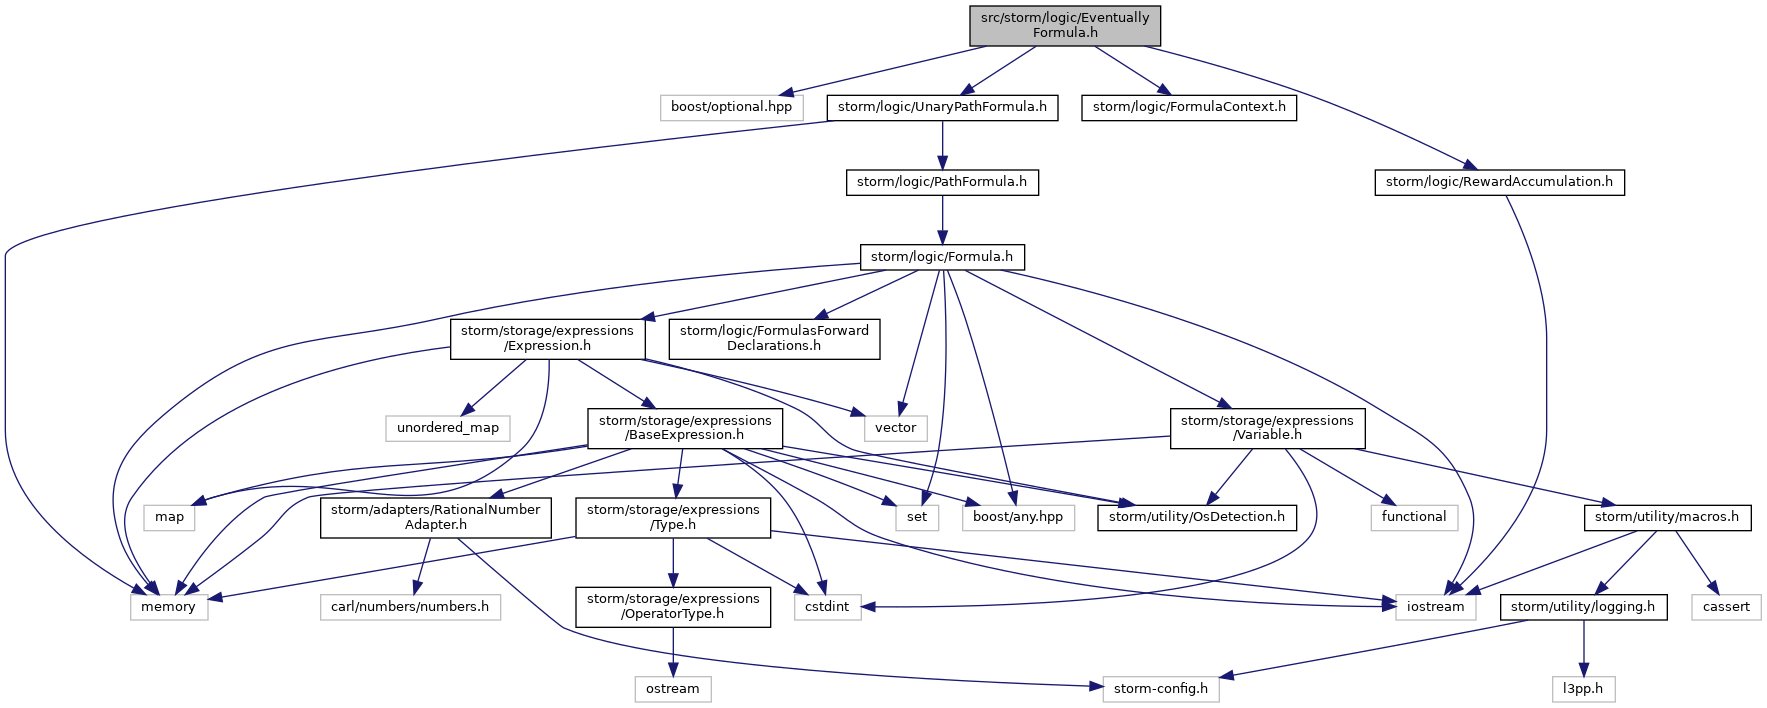 src/storm/logic/Eventually
Formula.h
boost/optional.hpp
storm/logic/UnaryPathFormula.h
storm/logic/FormulaContext.h
storm/logic/PathFormula.h
storm/logic/RewardAccumulation.h
storm/logic/Formula.h
storm/storage/expressions
/Expression.h
storm/logic/FormulasForward
Declarations.h
unordered_map
storm/storage/expressions
/BaseExpression.h
vector
storm/storage/expressions
/Variable.h
map
storm/adapters/RationalNumber
Adapter.h
storm/storage/expressions
/Type.h
set
boost/any.hpp
storm/utility/OsDetection.h
functional
storm/utility/macros.h
memory
carl/numbers/numbers.h
storm/storage/expressions
/OperatorType.h
cstdint
iostream
storm/utility/logging.h
cassert
ostream
storm-config.h
l3pp.h